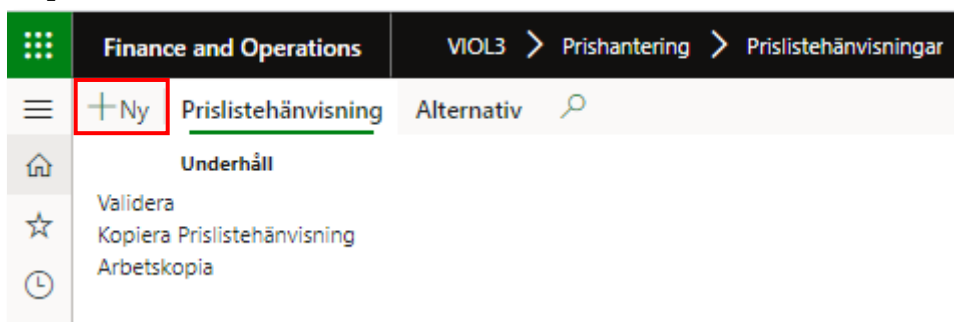 Finance and Operations VIOL3 > Prishantering > Prislistehänvisningar
+Ny Prislistehänvisning Alternativ
Underhåll
Validera
Kopiera Prislistehänvisning
Arbetskopia